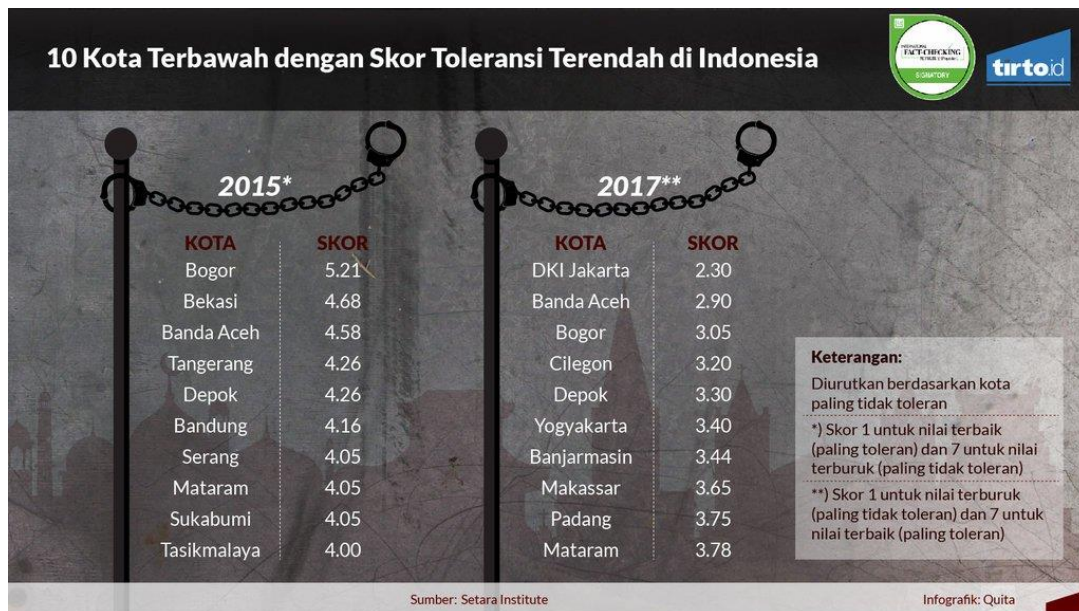 10 Kota Terbawah dengan Skor Toleransi Terendah di Indonesia
FACT-CHECKING
SIGNATORY
tirto.id
2015*
KOTA SKOR
Bogor 5.21
Bekasi 4.68
Banda Aceh 4.58
Tangerang 4.26
Depok 4.26
Bandung 4.16
Serang 4.05
Mataram 4.05
Sukabumi 4.05
Tasikmalaya 4.00
2017**
KOTA SKOR
DKI Jakarta 2.30
Banda Aceh 2.90
Bogor 3.05
Cilegon 3.20
Depok 3.30
Yogyakarta 3.40
Banjarmasin 3.44
Makassar 3.65
Padang 3.75
Mataram 3.78
Keterangan:
Diurutkan berdasarkan kota
paling tidak toleran
*) Skor 1 untuk nilai terbaik
(paling toleran) dan 7 untuk nilai
terburuk (paling tidak toleran)
**) Skor 1 untuk nilai terburuk
(paling tidak toleran) dan 7 untuk
nilai terbaik (paling toleran)
Sumber: Setara Institute
Infografik: Quita